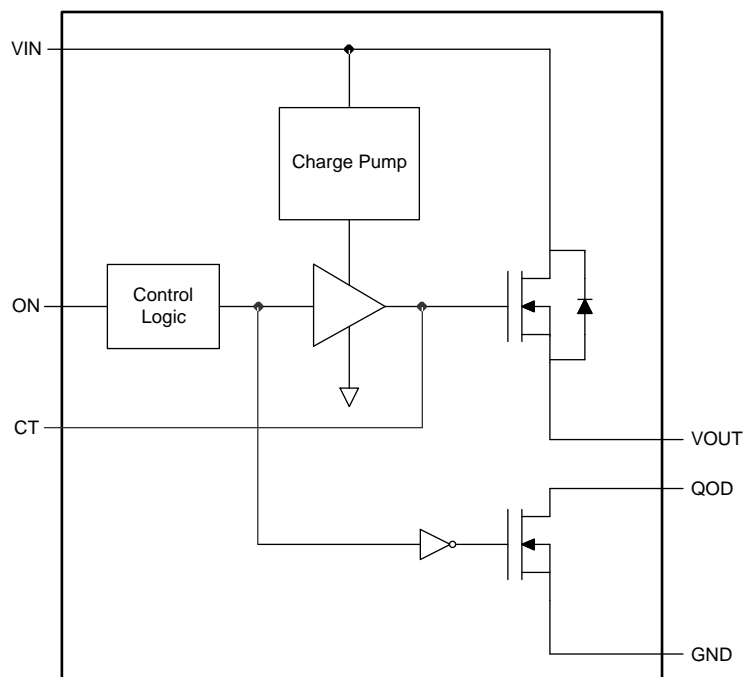 VIN
Charge Pump
ON
Control
Logic
CT
VOUT
QOD
GND